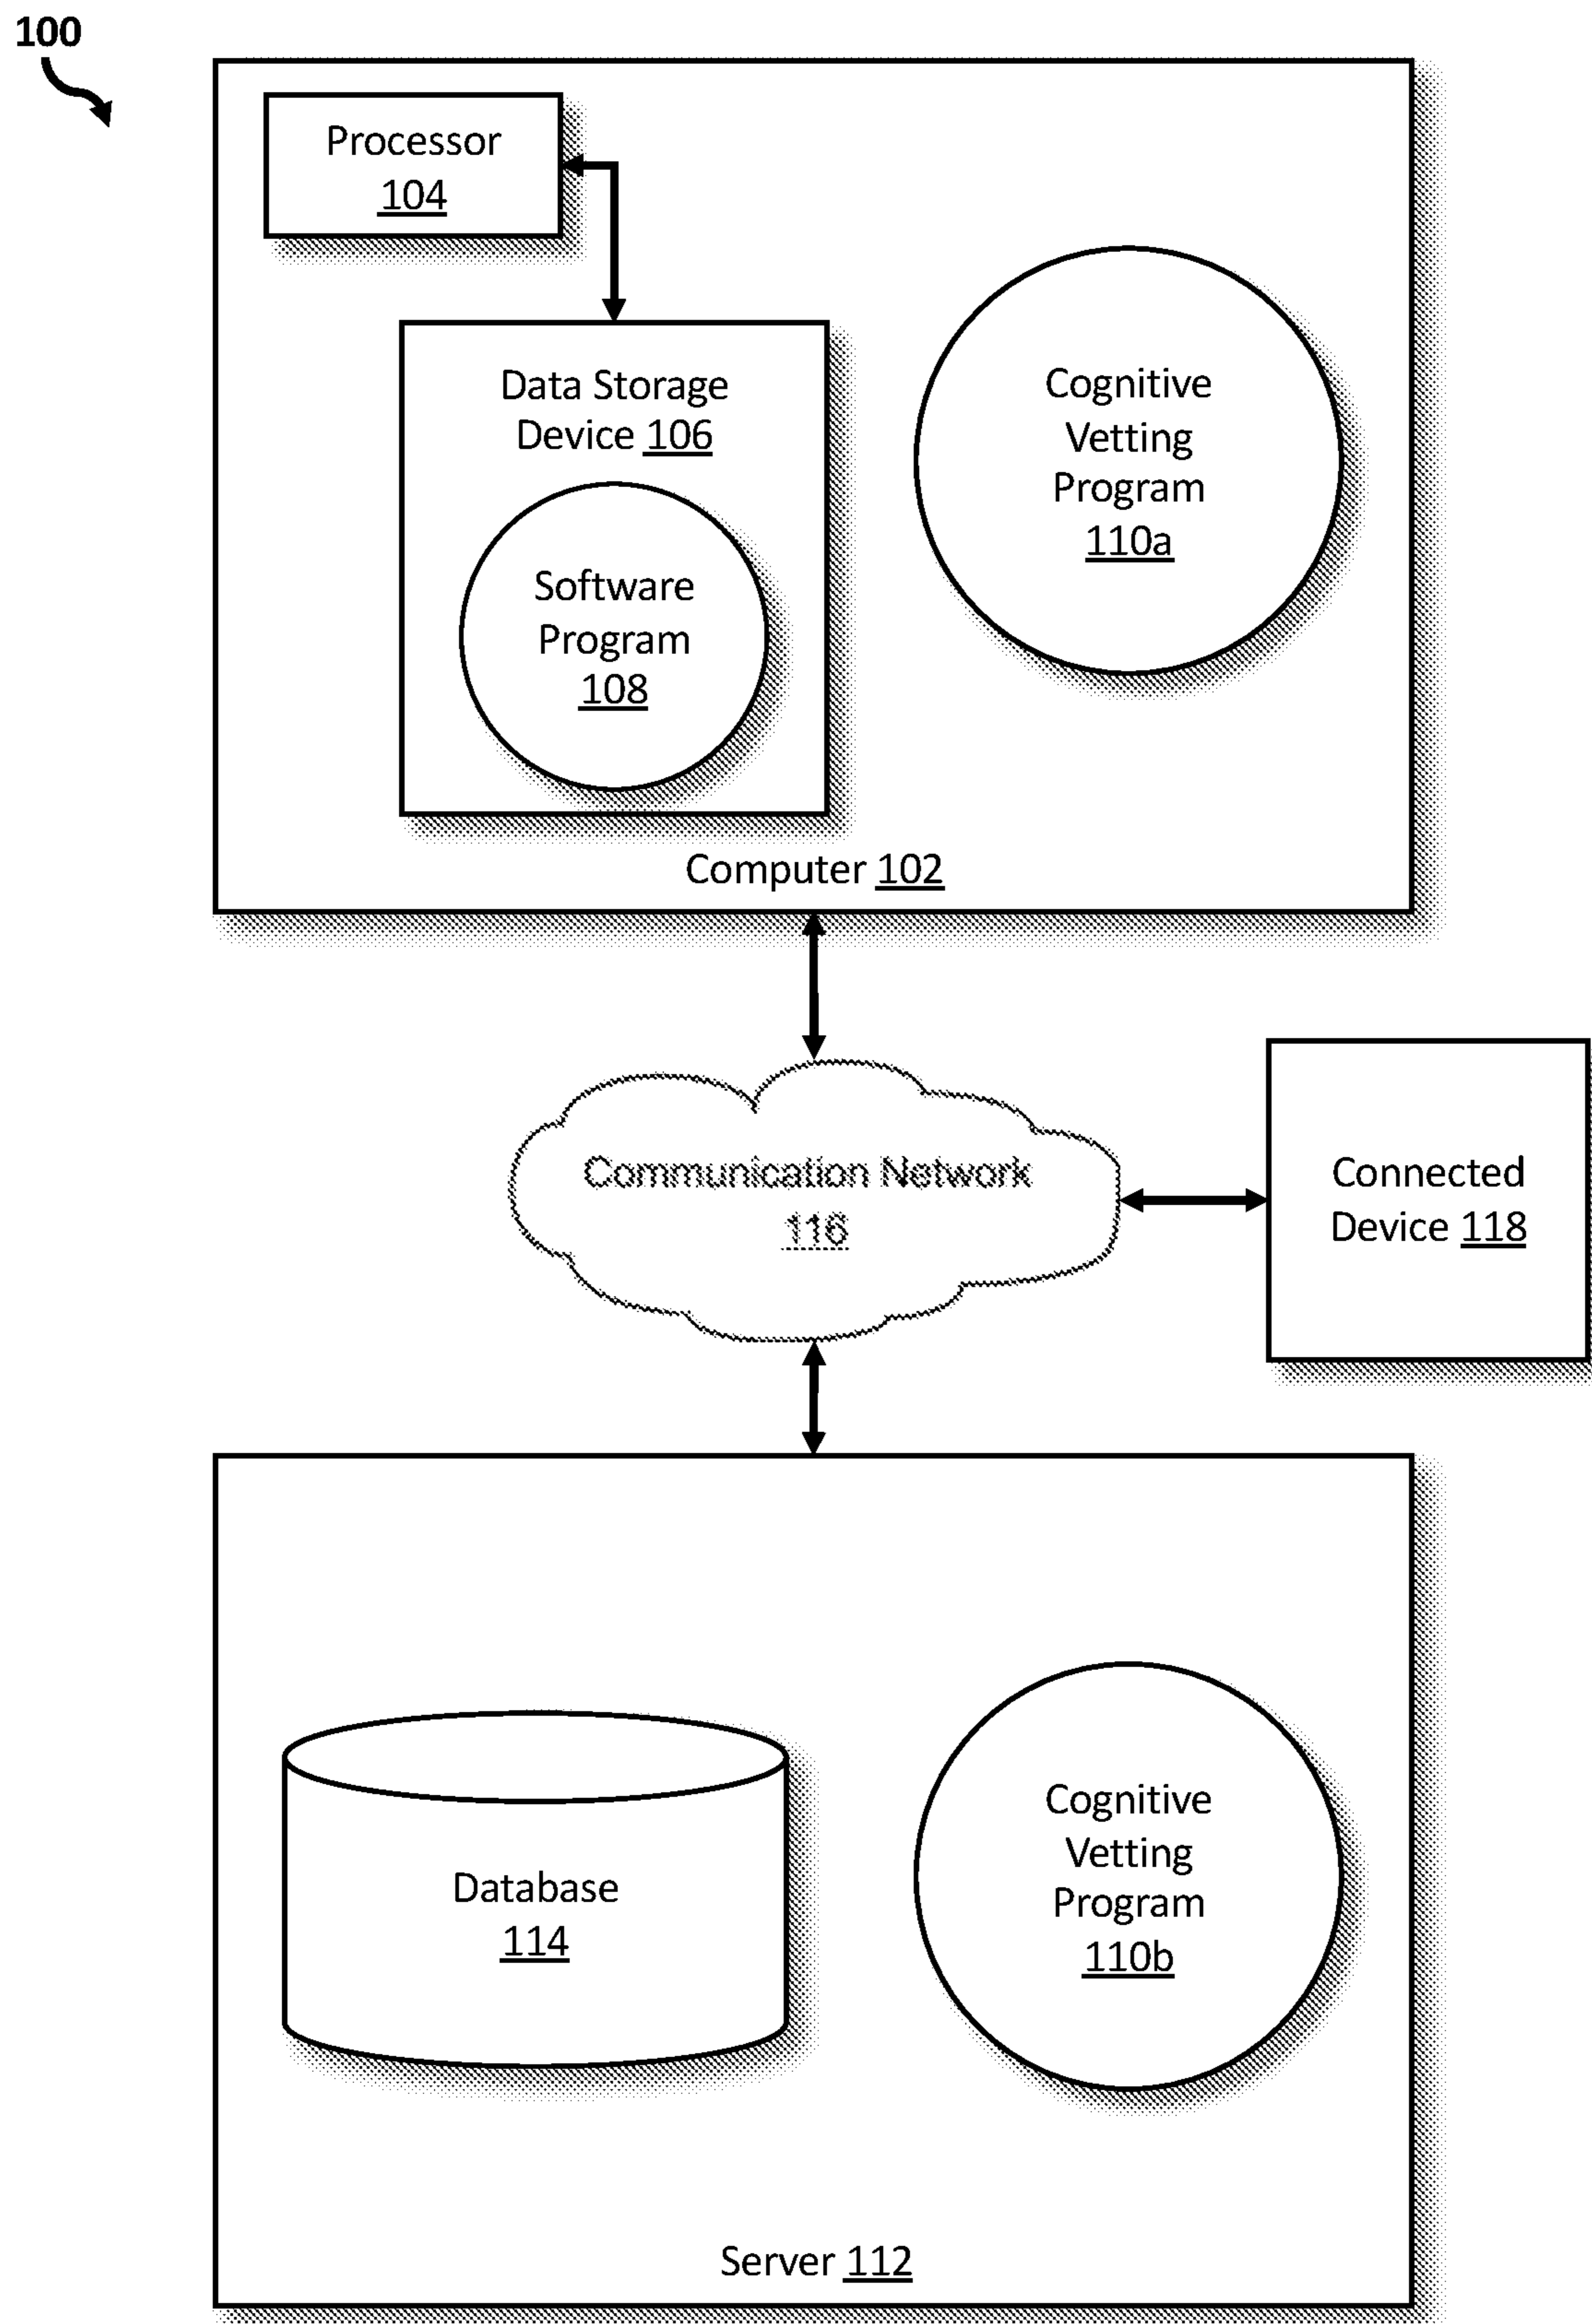 100
Processor
104
Data Storage
Device 106
Software
Program
108
Cognitive
Vetting
Program
110a
Computer 102
Communication Network
116
Connected
Device 118
Database
114
Cognitive
Vetting
Program
110b
Server 112